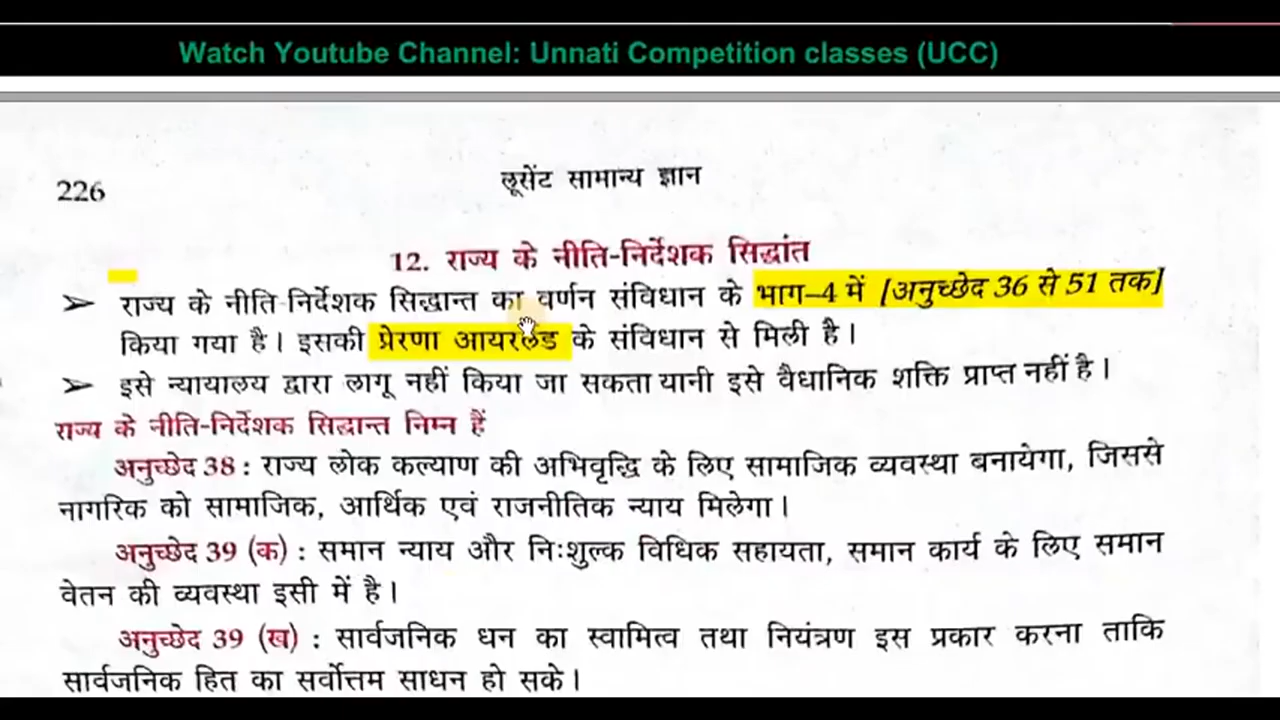 Watch Youtube Channel: Unnati Competition classes (UCC)
226
लूसेंट सामान्य ज्ञान
12. राज्य के नीति-निर्देशक सिद्धांत
➢ राज्य के नीति-निर्देशक सिद्धान्त का वर्णन संविधान के भाग–4 में [अनुच्छेद 36 से 51 तक]
किया गया है। इसकी प्रेरणा आयरलैंड के संविधान से मिली है।
➢ इसे न्यायालय द्वारा लागू नहीं किया जा सकता यानी इसे वैधानिक शक्ति प्राप्त नहीं है।
राज्य के नीति-निर्देशक सिद्धान्त निम्न हैं
अनुच्छेद 38 : राज्य लोक कल्याण की अभिवृद्धि के लिए सामाजिक व्यवस्था बनायेगा, जिससे
नागरिक को सामाजिक, आर्थिक एवं राजनीतिक न्याय मिलेगा।
अनुच्छेद 39 (क) : समान न्याय और निःशुल्क विधिक सहायता, समान कार्य के लिए समान
वेतन की व्यवस्था इसी में है।
अनुच्छेद 39 (ख) : सार्वजनिक धन का स्वामित्व तथा नियंत्रण इस प्रकार करना ताकि
सार्वजनिक हित का सर्वोत्तम साधन हो सके।